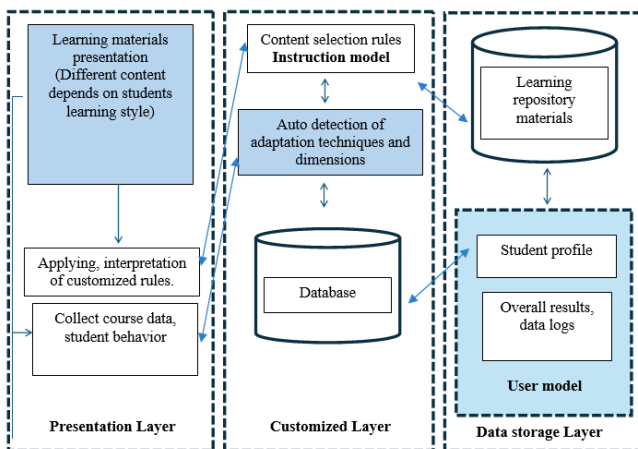 Learning materials
presentation
(Different content
depends on students
learning style)
Applying, interpretation
of customized rules.
Collect course data,
student behavior
Presentation Layer
Content selection rules
Instruction model
Auto detection of
adaptation techniques and
dimensions
Database
Customized Layer
Learning
repository
materials
Student profile
Overall results,
data logs
User model
Data storage Layer